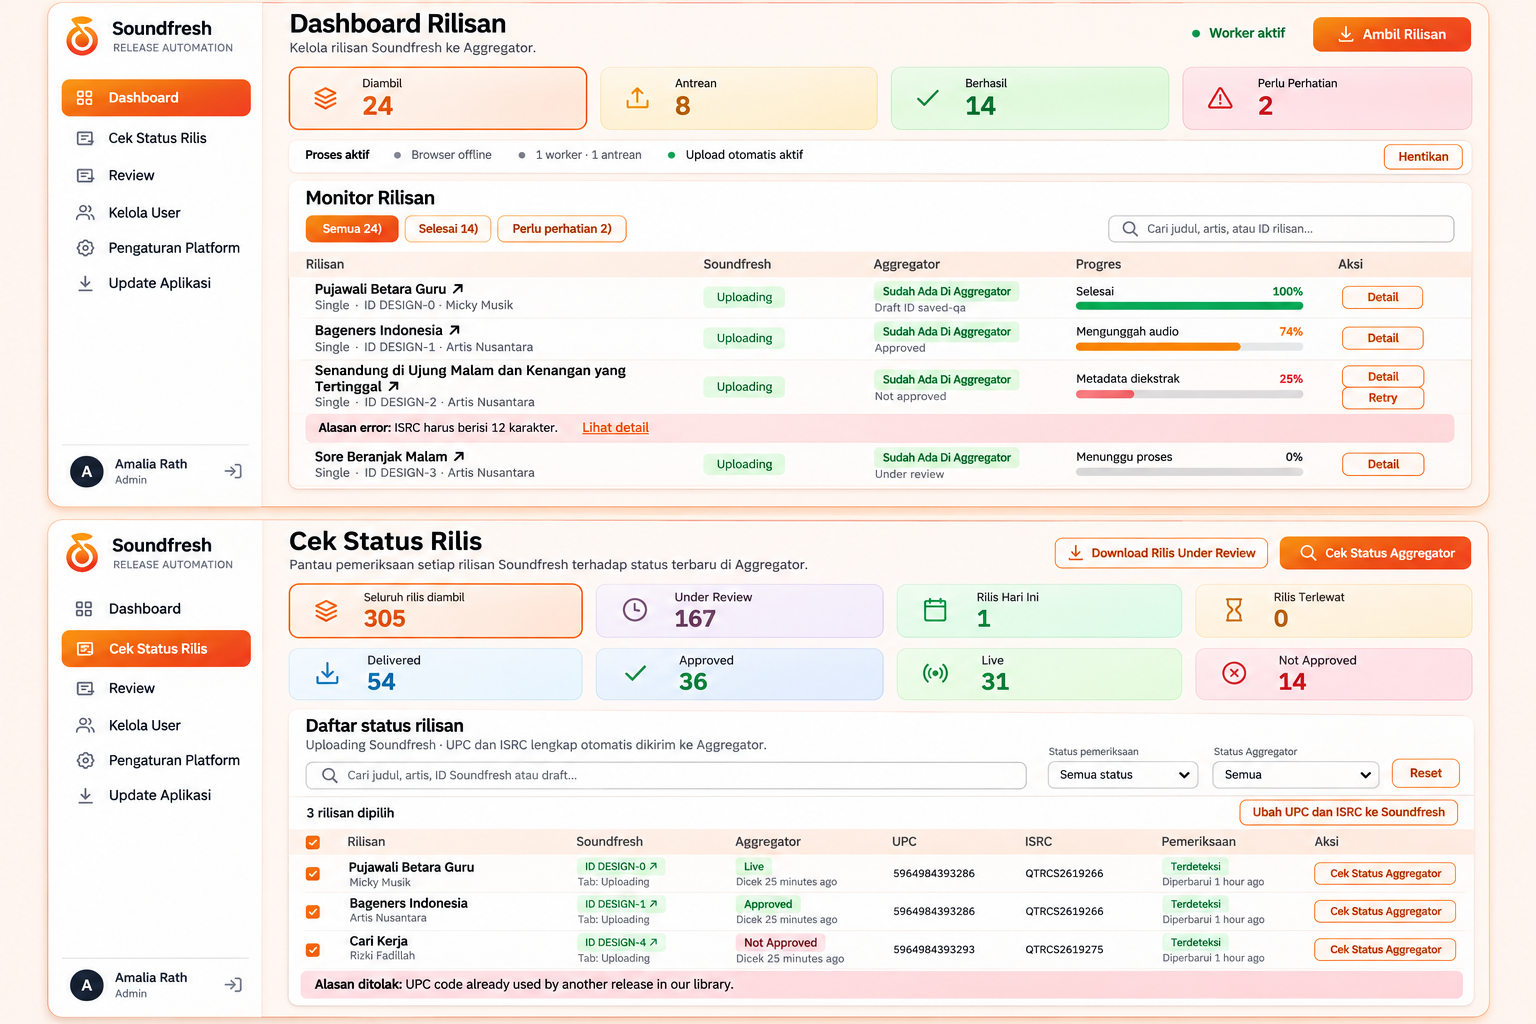 Soundfresh
RELEASE AUTOMATION
Dashboard
Cek Status Rilis
Review
Kelola User
Pengaturan Platform
Update Aplikasi
A
Amalia Rath
Admin
Dashboard Rilisan
Kelola rilisan Soundfresh ke Aggregator.
Worker aktif
Ambil Rilisan
Diambil
24
Antrean
8
Berhasil
14
Perlu Perhatian
2
Proses aktif
Browser offline
1 worker · 1 antrean
Upload otomatis aktif
Hentikan
Monitor Rilisan
Semua 24)
Selesai 14)
Perlu perhatian 2)
Cari judul, artis, atau ID rilisan...
Rilisan Soundfresh Aggregator Progres Aksi
Pujawali Betara Guru ↗
Single · ID DESIGN-0 · Micky Musik
Uploading
Sudah Ada Di Aggregator
Draft ID saved-qa
Selesai 100%
Detail
Bageners Indonesia ↗
Single · ID DESIGN-1 · Artis Nusantara
Uploading
Sudah Ada Di Aggregator
Approved
Mengunggah audio 74%
Detail
Senandung di Ujung Malam dan Kenangan yang
Tertinggal ↗
Single · ID DESIGN-2 · Artis Nusantara
Uploading
Sudah Ada Di Aggregator
Not approved
Metadata diekstrak 25%
Detail
Retry
Alasan error: ISRC harus berisi 12 karakter. Lihat detail
Sore Beranjak Malam ↗
Single · ID DESIGN-3 · Artis Nusantara
Uploading
Sudah Ada Di Aggregator
Under review
Menunggu proses 0%
Detail
Soundfresh
RELEASE AUTOMATION
Dashboard
Cek Status Rilis
Review
Kelola User
Pengaturan Platform
Update Aplikasi
A
Amalia Rath
Admin
Cek Status Rilis
Pantau pemeriksaan setiap rilisan Soundfresh terhadap status terbaru di Aggregator.
Download Rilis Under Review
Cek Status Aggregator
Seluruh rilis diambil
305
Under Review
167
Rilis Hari Ini
1
Rilis Terlewat
0
Delivered
54
Approved
36
Live
31
Not Approved
14
Daftar status rilisan
Uploading Soundfresh · UPC dan ISRC lengkap otomatis dikirim ke Aggregator.
Cari judul, artis, ID Soundfresh atau draft...
Status pemeriksaan
Semua status
Status Aggregator
Semua
Reset
3 rilisan dipilih
Ubah UPC dan ISRC ke Soundfresh
Rilisan Soundfresh Aggregator UPC ISRC Pemeriksaan Aksi
Pujawali Betara Guru
Micky Musik
ID DESIGN-0 ↗
Tab: Uploading
Live
Dicek 25 minutes ago
5964984393286
QTRCS2619266
Terdeteksi
Diperbarui 1 hour ago
Cek Status Aggregator
Bageners Indonesia
Artis Nusantara
ID DESIGN-1 ↗
Tab: Uploading
Approved
Dicek 25 minutes ago
5964984393286
QTRCS2619266
Terdeteksi
Diperbarui 1 hour ago
Cek Status Aggregator
Cari Kerja
Rizki Fadillah
ID DESIGN-4 ↗
Tab: Uploading
Not Approved
Dicek 25 minutes ago
5964984393293
QTRCS2619275
Terdeteksi
Diperbarui 1 hour ago
Cek Status Aggregator
Alasan ditolak: UPC code already used by another release in our library.